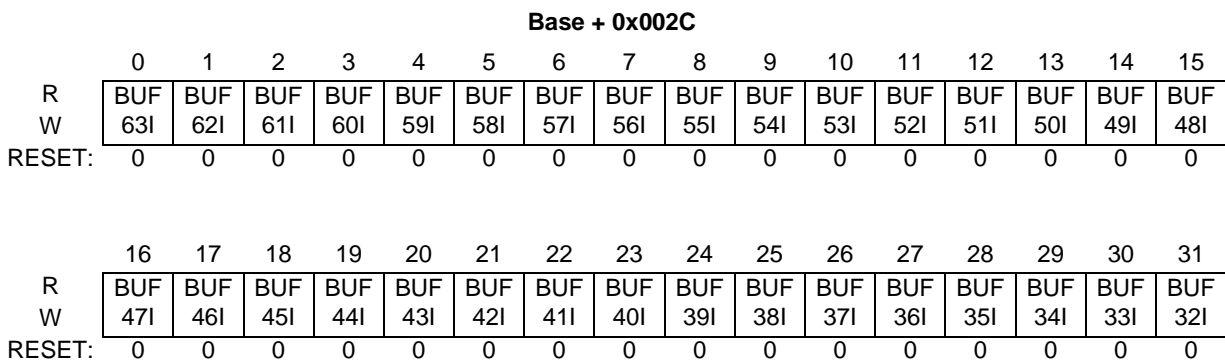 Base + 0x002C
0 1 2 3 4 5 6 7 8 9 10 11 12 13 14 15
R BUF BUF BUF BUF BUF BUF BUF BUF BUF BUF BUF BUF BUF BUF BUF BUF
W 63I 62I 61I 60I 59I 58I 57I 56I 55I 54I 53I 52I 51I 50I 49I 48I
RESET: 0 0 0 0 0 0 0 0 0 0 0 0 0 0 0 0
16 17 18 19 20 21 22 23 24 25 26 27 28 29 30 31
R BUF BUF BUF BUF BUF BUF BUF BUF BUF BUF BUF BUF BUF BUF BUF BUF
W 47I 46I 45I 44I 43I 42I 41I 40I 39I 38I 37I 36I 35I 34I 33I 32I
RESET: 0 0 0 0 0 0 0 0 0 0 0 0 0 0 0 0